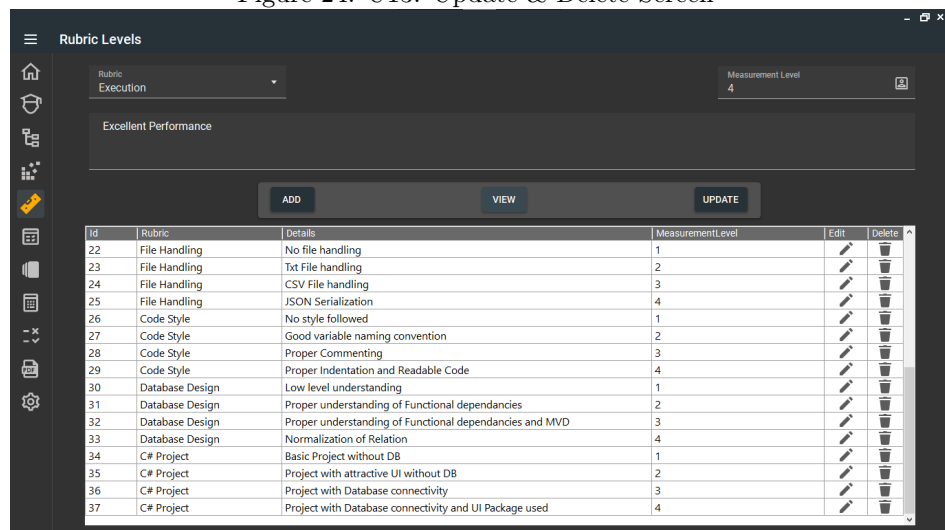 Figure 24: U13: Update & Delete Screen
Rubric Levels
Rubric
Execution
Measurement Level
4
Excellent Performance
ADD VIEW UPDATE
Id Rubric Details MeasurementLevel Edit Delete
22 File Handling No file handling 1
23 File Handling Txt File handling 2
24 File Handling CSV File handling 3
25 File Handling JSON Serialization 4
26 Code Style No style followed 1
27 Code Style Good variable naming convention 2
28 Code Style Proper Commenting 3
29 Code Style Proper Indentation and Readable Code 4
30 Database Design Low level understanding 1
31 Database Design Proper understanding of Functional dependancies 2
32 Database Design Proper understanding of Functional dependancies and MVD 3
33 Database Design Normalization of Relation 4
34 C# Project Basic Project without DB 1
35 C# Project Project with attractive UI without DB 2
36 C# Project Project with Database connectivity 3
37 C# Project Project with Database connectivity and UI Package used 4
PDF